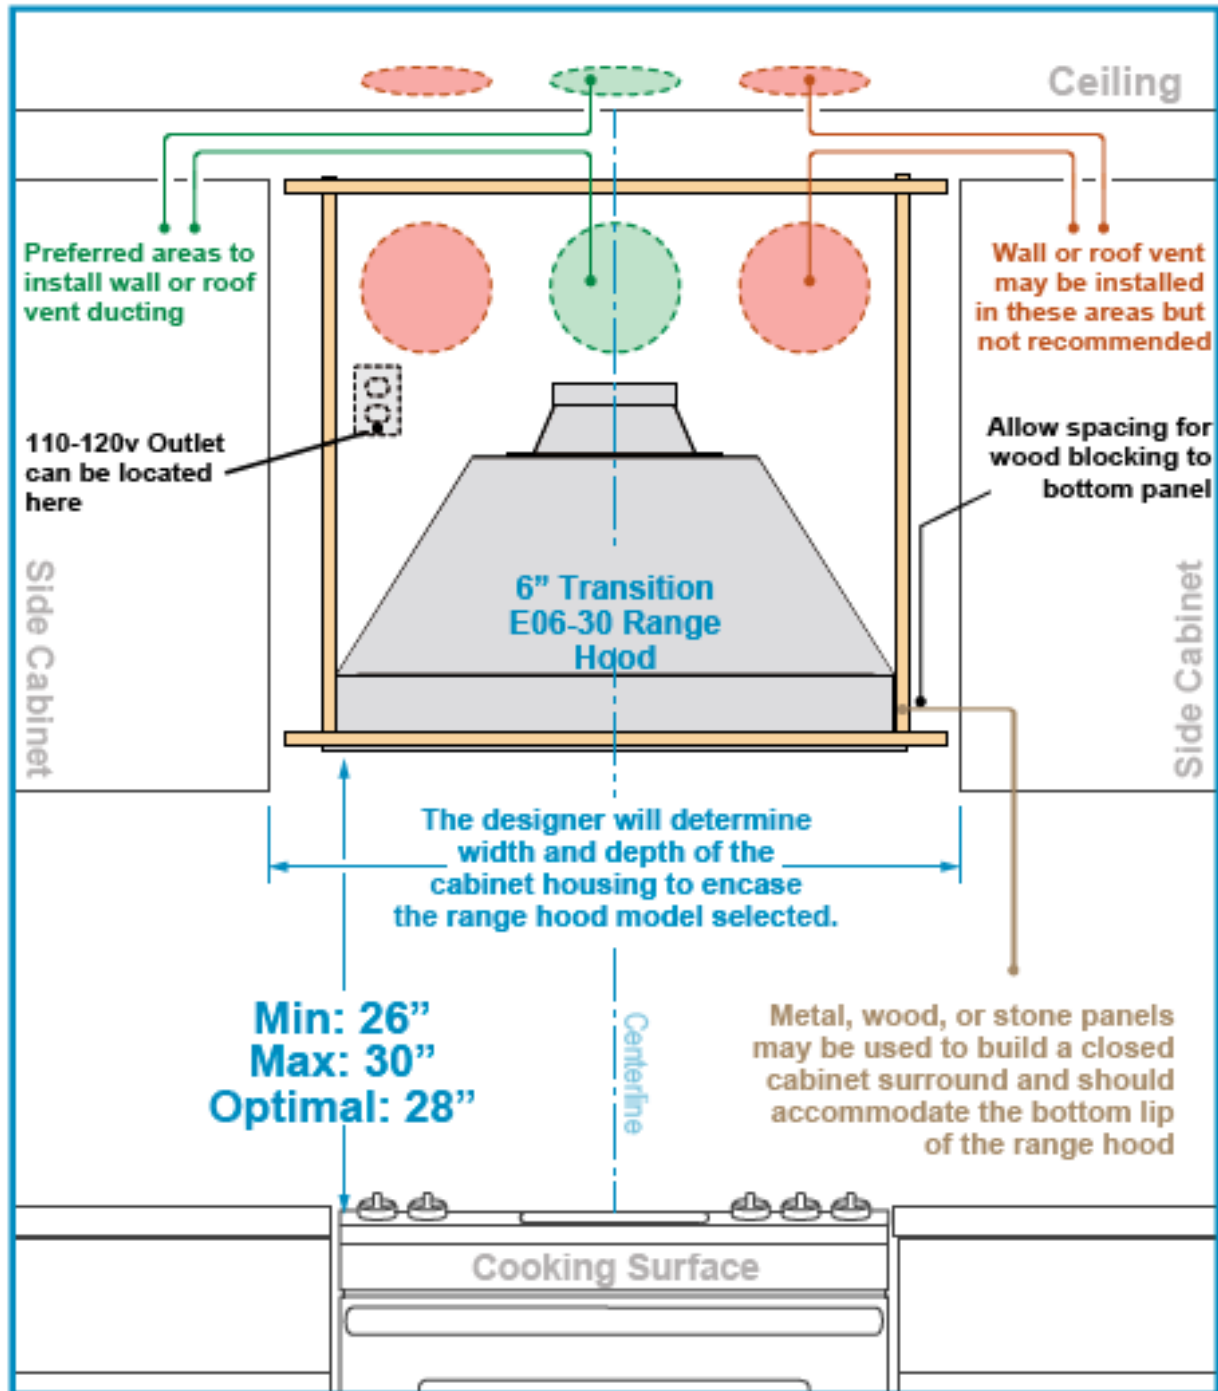 Ceiling
Preferred areas to
install wall or roof
vent ducting
Wall or roof vent
may be installed
in these areas but
not recommended
110-120v Outlet
can be located
here
Allow spacing for
wood blocking to
bottom panel
Side Cabinet
6” Transition
E06-30 Range
Hood
Side Cabinet
The designer will determine
width and depth of the
cabinet housing to encase
the range hood model selected.
Min: 26”
Max: 30”
Optimal: 28”
Centerline
Metal, wood, or stone panels
may be used to build a closed
cabinet surround and should
accommodate the bottom lip
of the range hood
Cooking Surface